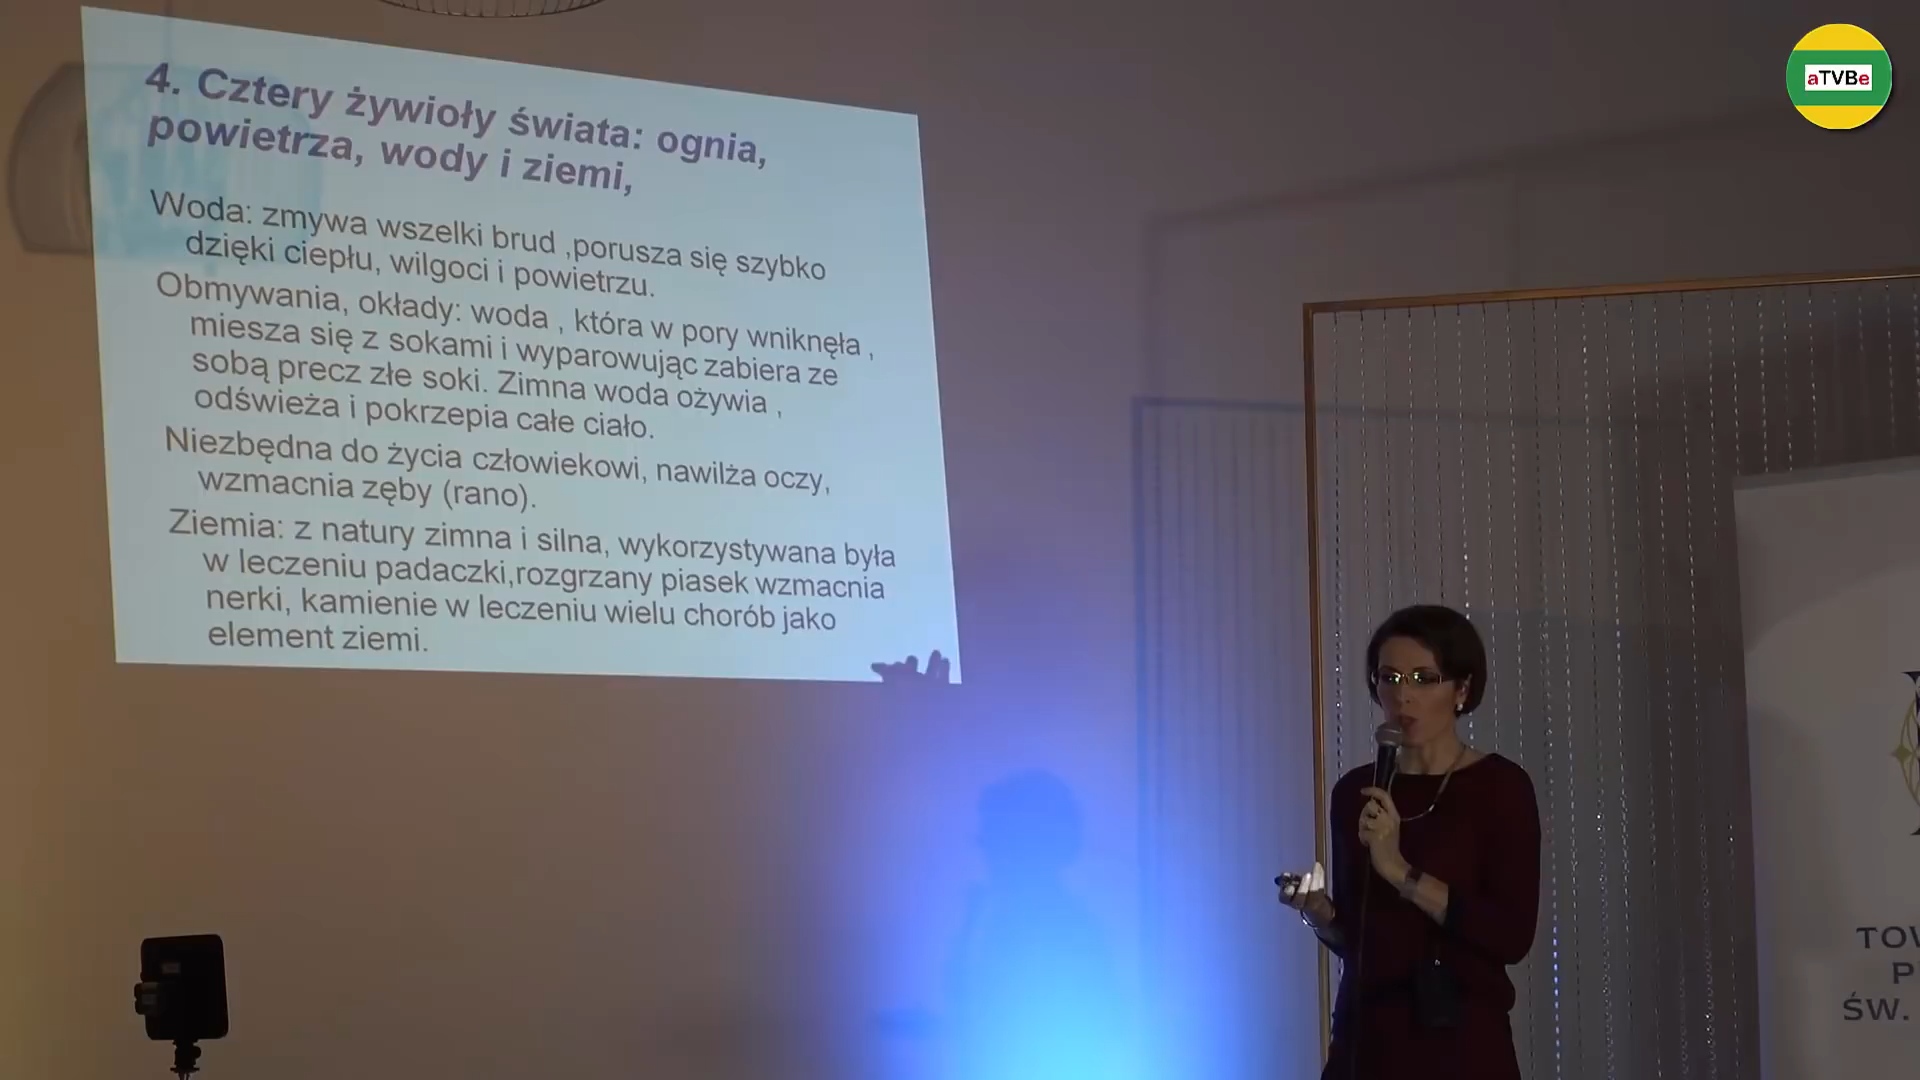 aTVBe
4. Cztery żywioły świata: ognia,
powietrza, wody i ziemi,
Woda: zmywa wszelki brud ,porusza się szybko
dzięki ciepłu, wilgoci i powietrzu.
Obmywania, okłady: woda , która w pory wniknęła ,
miesza się z sokami i wyparowując zabiera ze
sobą precz złe soki. Zimna woda ożywia ,
odświeża i pokrzepia całe ciało.
Niezbędna do życia człowiekowi, nawilża oczy,
wzmacnia zęby (rano).
Ziemia: z natury zimna i silna, wykorzystywana była
w leczeniu padaczki,rozgrzany piasek wzmacnia
nerki, kamienie w leczeniu wielu chorób jako
element ziemi.
ŚW.